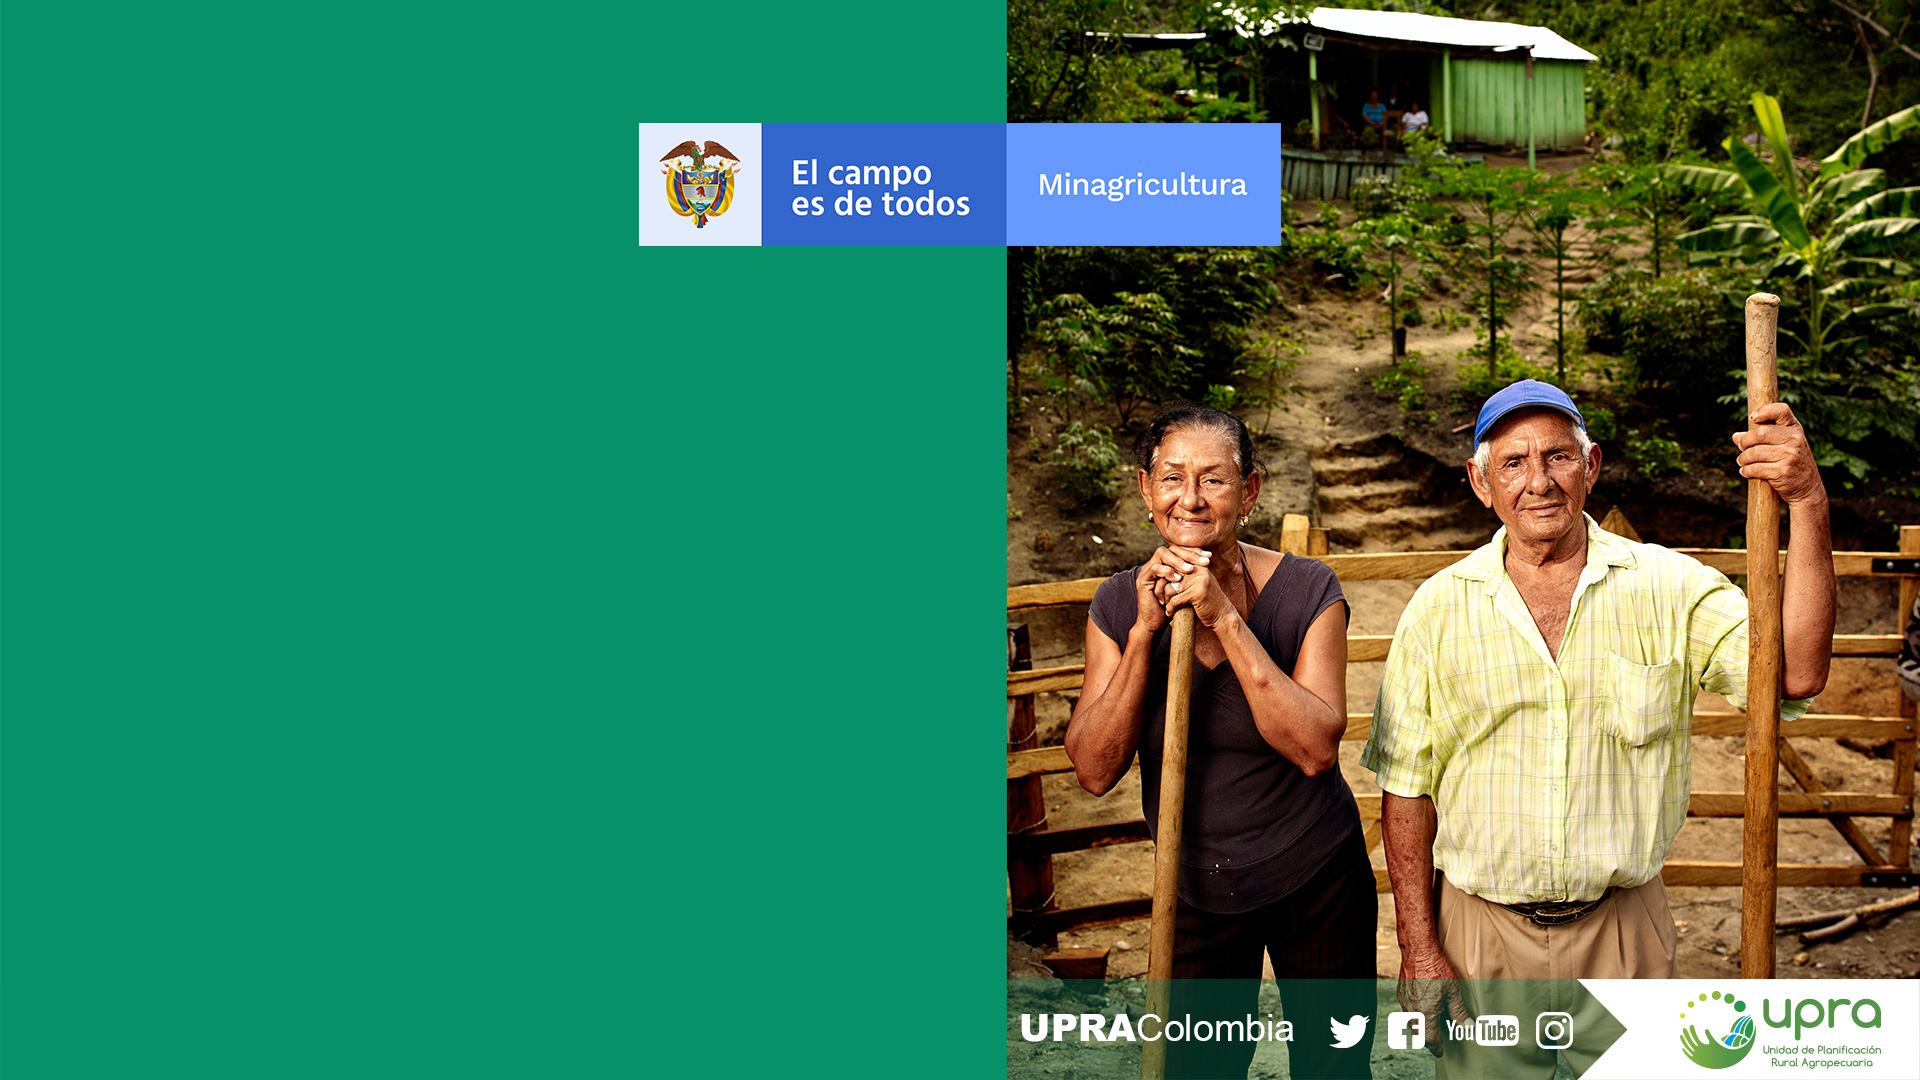 El campo
es de todos
Minagricultura
UPRAColombia
You Tube
upra
Unidad de Planificación
Rural Agropecuaria